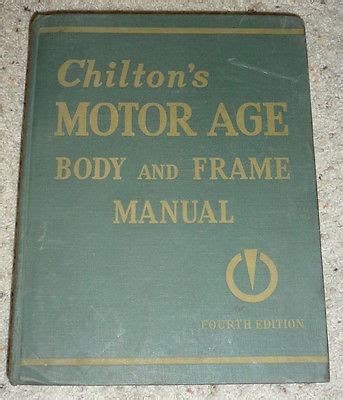 Chilton's
MOTOR AGE
BODY AND FRAME
MANUAL
FOURTH EDITION